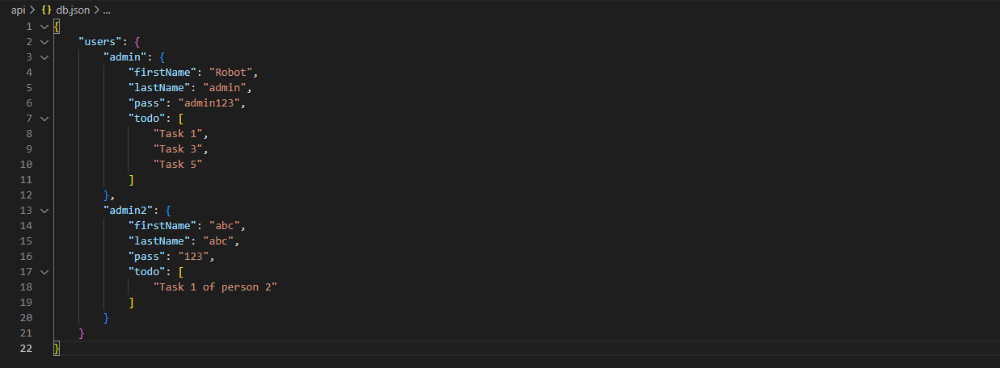 api > {} db.json > ...
1 {
2 "users": {
3 "admin": {
4 "firstName": "Robot",
5 "lastName": "admin",
6 "pass": "admin123",
7 "todo": [
8 "Task 1",
9 "Task 3",
10 "Task 5"
11 ]
12 },
13 "admin2": {
14 "firstName": "abc",
15 "lastName": "abc",
16 "pass": "123",
17 "todo": [
18 "Task 1 of person 2"
19 ]
20 }
21 }
22 }